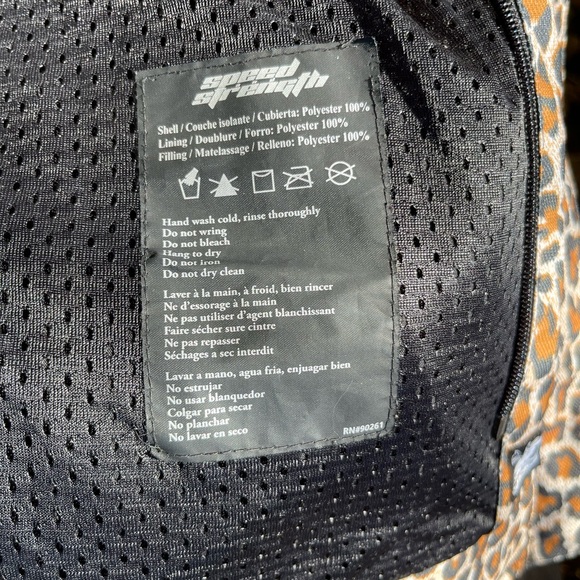 speed
strength
Shell / Couche isolante / Cubierta: Polyester 100%
Lining / Doublure / Forro: Polyester 100%
Filling / Matelassage / Relleno: Polyester 100%
Hand wash cold, rinse thoroughly
Do not wring
Do not bleach
Hang to dry
Do not iron
Do not dry clean
Laver à la main, à froid, bien rincer
Ne d'essorage à la main
Ne pas utiliser d'agent blanchissant
Faire sécher sure cintre
Ne pas repasser
Séchages a sec interdit
Lavar a mano, agua fria, enjuagar bien
No estrujar
No usar blanquedor
Colgar para secar
No planchar
No lavar en seco
RN#90261